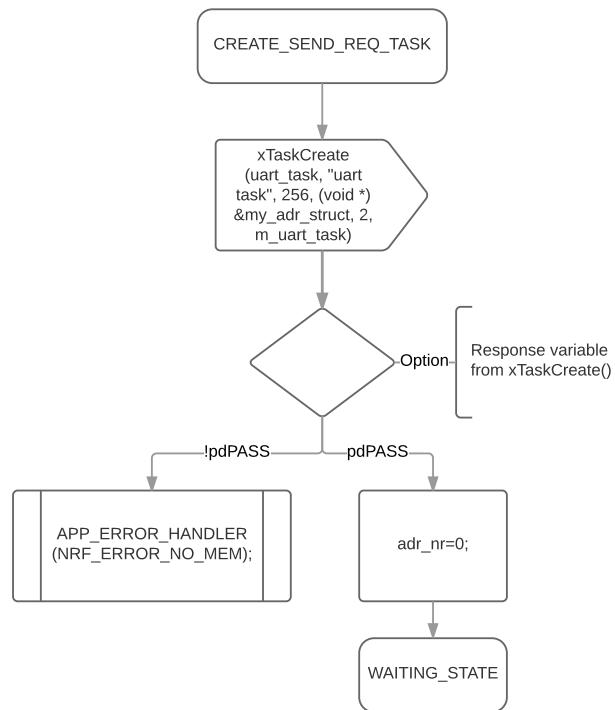 CREATE_SEND_REQ_TASK
xTaskCreate
(uart_task, "uart
task", 256, (void *)
&my_adr_struct, 2,
m_uart_task)
Option
Response variable
from xTaskCreate()
!pdPASS
pdPASS
APP_ERROR_HANDLER
(NRF_ERROR_NO_MEM);
adr_nr=0;
WAITING_STATE